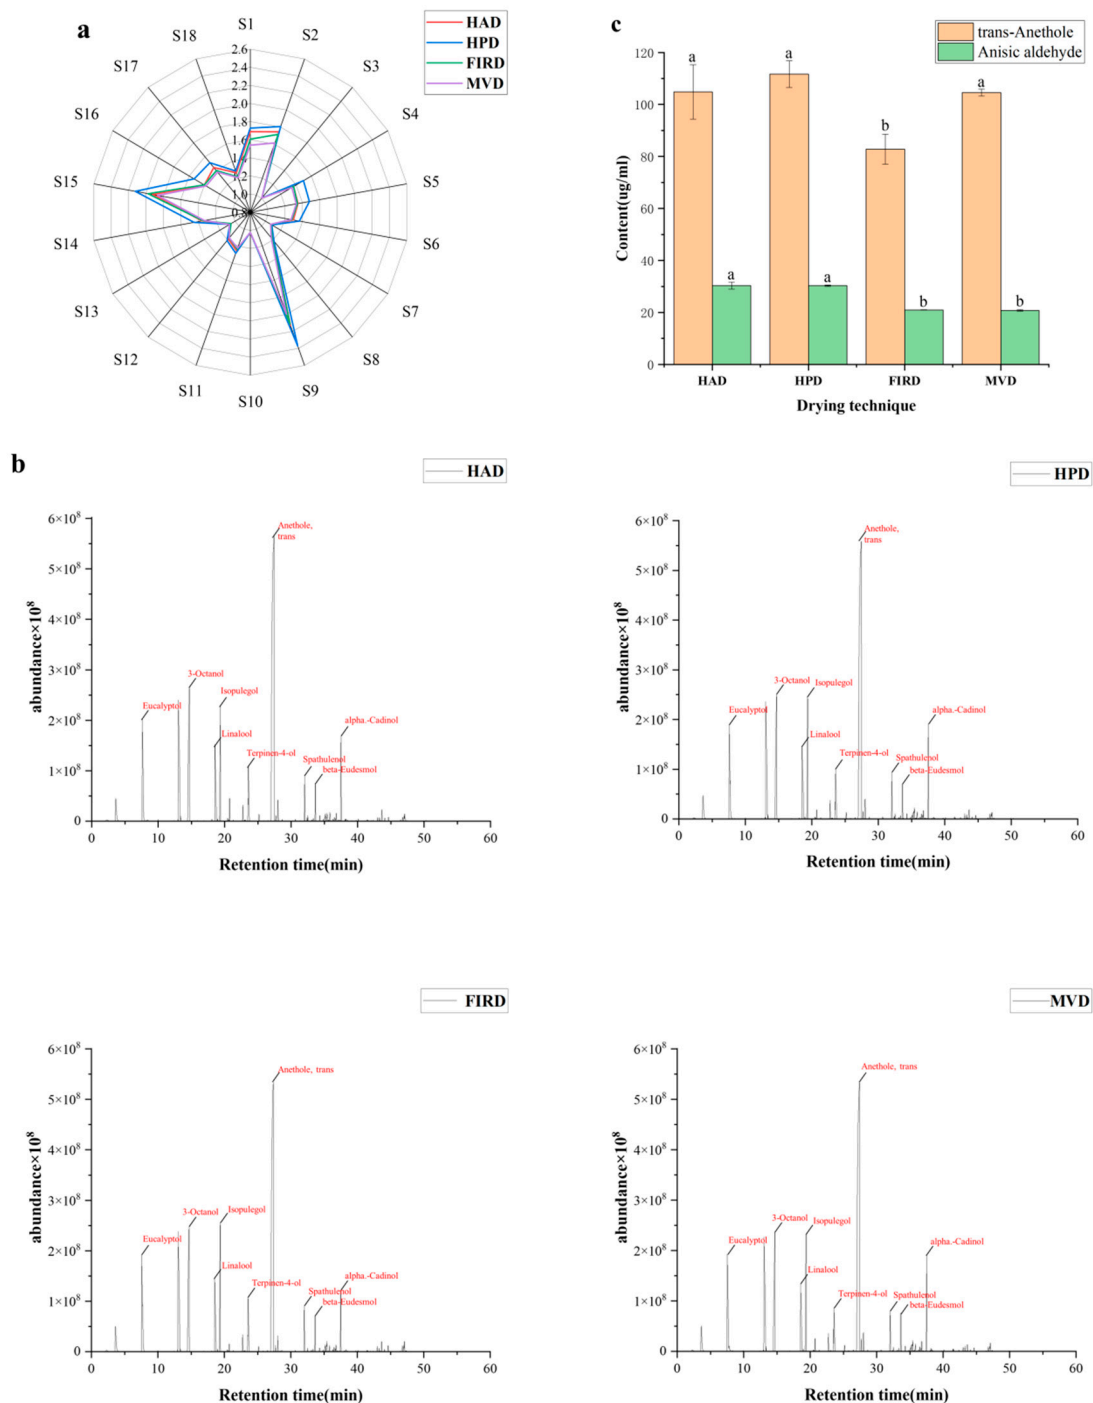 a
HAD
HPD
FIRD
MVD
S1
S2
S3
S4
S5
S6
S7
S8
S9
S10
S11
S12
S13
S14
S15
S16
S17
S18
2.6
2.4
2.2
2.0
1.8
1.6
1.4
1.2
1.0
0.8
c
trans-Anethole
Anisic aldehyde
Content(ug/ml)
120
100
80
60
40
20
0
a
a
a
a
b
b
a
b
HAD
HPD
FIRD
MVD
Drying technique
b
HAD
abundance×10⁸
6×10⁸
5×10⁸
4×10⁸
3×10⁸
2×10⁸
1×10⁸
0
Anethole,
trans
3-Octanol
Isopulegol
Eucalyptol
Linalool
alpha.-Cadinol
Terpinen-4-ol
Spathulenol
beta-Eudesmol
0
10
20
30
40
50
60
Retention time(min)
HPD
abundance×10⁸
6×10⁸
5×10⁸
4×10⁸
3×10⁸
2×10⁸
1×10⁸
0
Anethole,
trans
3-Octanol
Isopulegol
Eucalyptol
Linalool
alpha.-Cadinol
Terpinen-4-ol
Spathulenol
beta-Eudesmol
0
10
20
30
40
50
60
Retention time(min)
FIRD
abundance×10⁸
6×10⁸
5×10⁸
4×10⁸
3×10⁸
2×10⁸
1×10⁸
0
Anethole, trans
3-Octanol
Isopulegol
Eucalyptol
Linalool
alpha.-Cadinol
Terpinen-4-ol
Spathulenol
beta-Eudesmol
0
10
20
30
40
50
60
Retention time(min)
MVD
abundance×10⁸
6×10⁸
5×10⁸
4×10⁸
3×10⁸
2×10⁸
1×10⁸
0
Anethole, trans
3-Octanol
Isopulegol
Eucalyptol
Linalool
alpha.-Cadinol
Terpinen-4-ol
Spathulenol
beta-Eudesmol
0
10
20
30
40
50
60
Retention time(min)